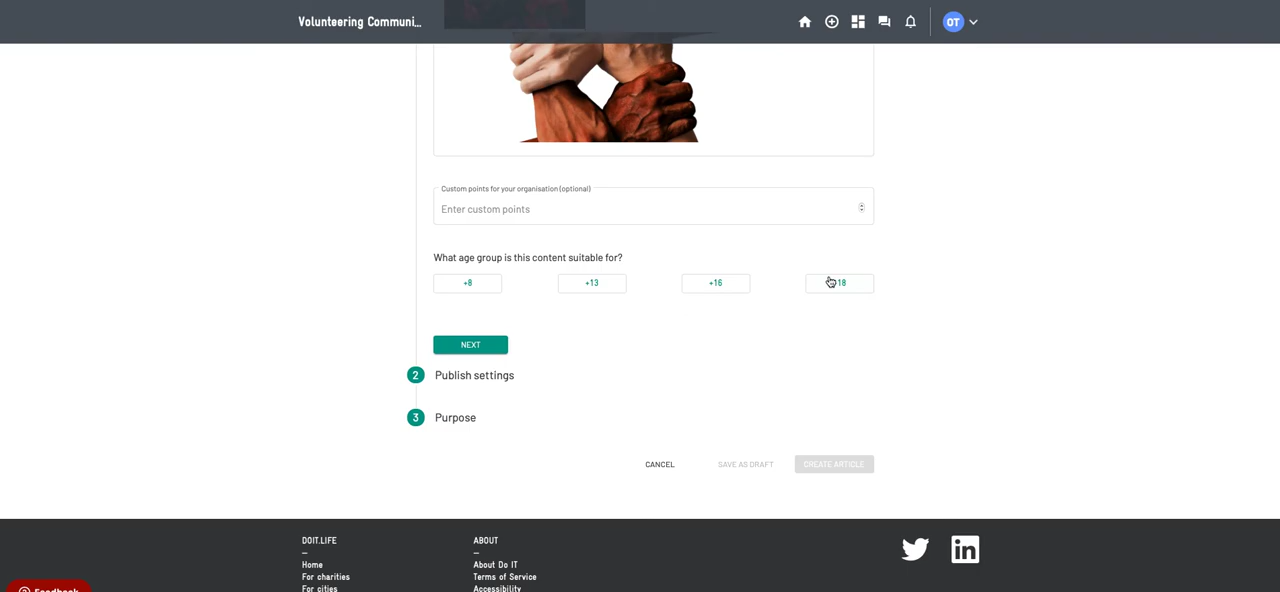 Volunteering Communi...
OT
Custom points for your organisation (optional)
Enter custom points
What age group is this content suitable for?
+8
+13
+16
18
NEXT
2 Publish settings
3 Purpose
CANCEL
SAVE AS DRAFT
CREATE ARTICLE
DOIT.LIFE
—
Home
For charities
For cities
ABOUT
—
About Do IT
Terms of Service
Accessibility
Feedback